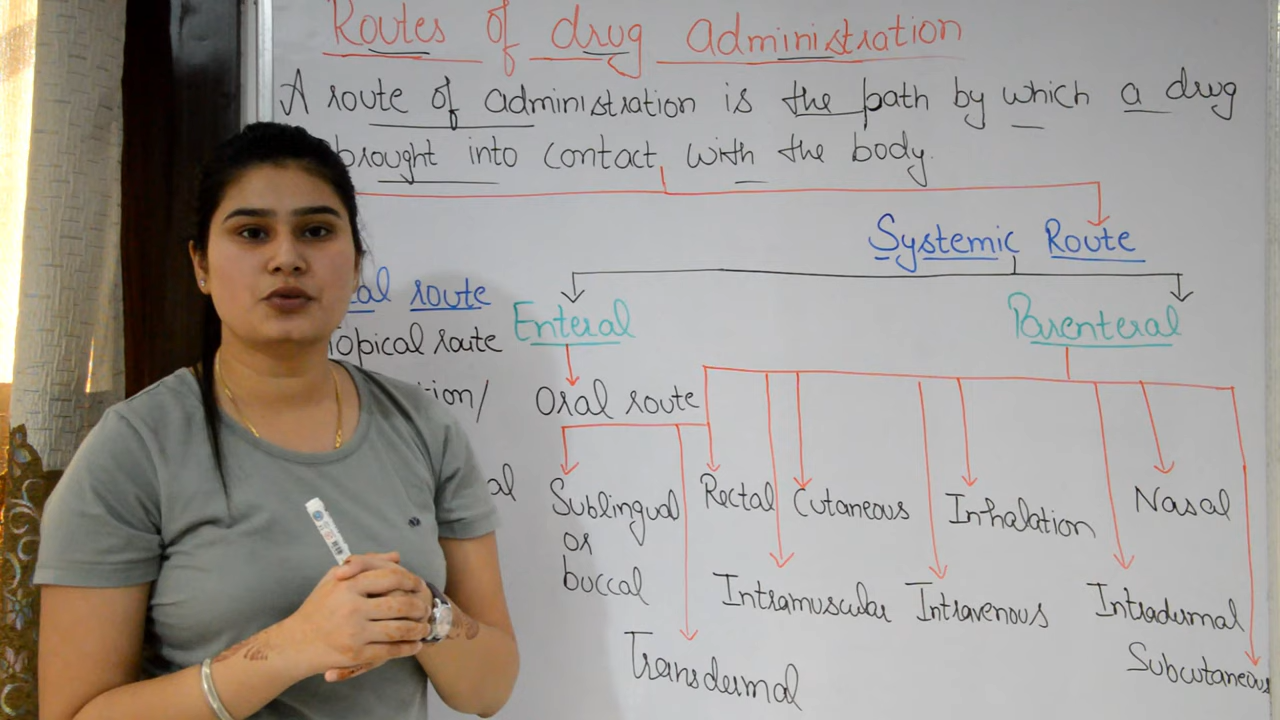 Routes of drug administration
A route of administration is the path by which a drug
brought into contact with the body.
Systemic Route
route
Enteral
Parenteral
Topical route
Oral route
Sublingual
or
buccal
Rectal
Cutaneous
Inhalation
Nasal
Intramuscular
Intravenous
Intradermal
Subcutaneous
Transdermal